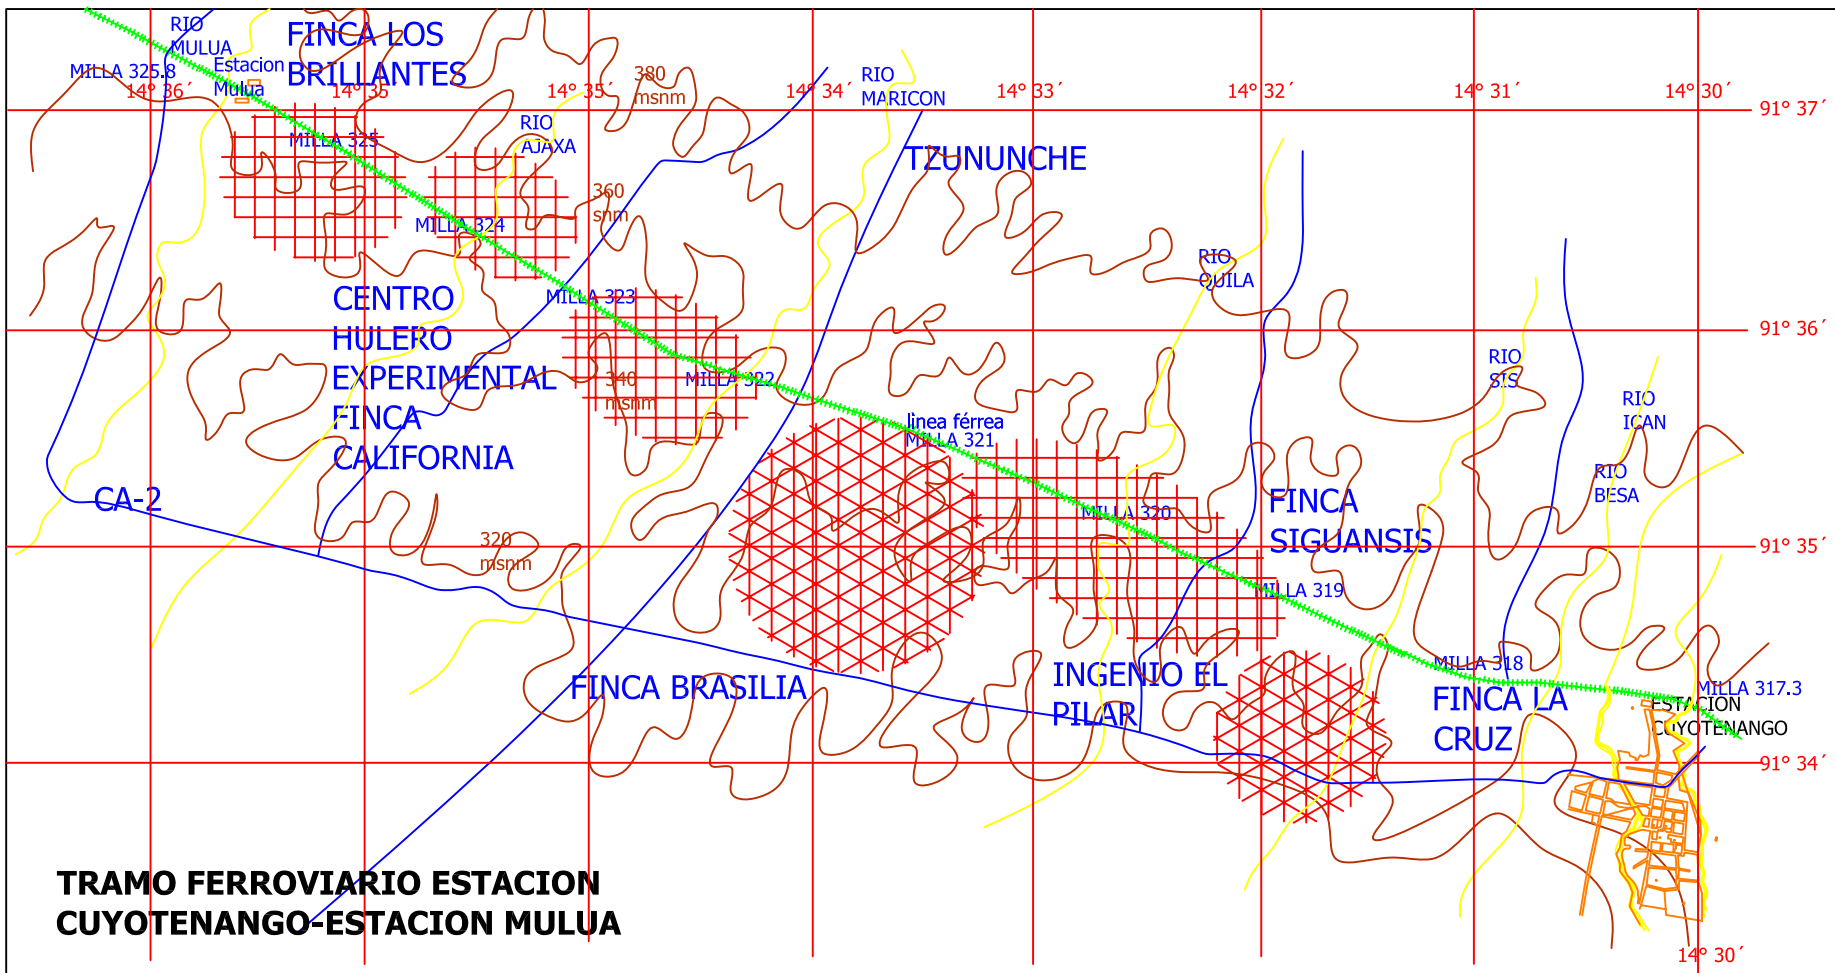 RIO
MULUA
FINCA LOS
BRILLANTES
MILLA 325.8
Estacion
Mulua
380
msnm
RIO
MARICON
14° 36´
14° 35´
14° 35´
14° 34´
14° 33´
14° 32´
14° 31´
14° 30´
91° 37´
MILLA 325
RIO
AJAXA
TZUNUNCHE
360
snm
MILLA 324
RIO
QUILA
CENTRO
HULERO
EXPERIMENTAL
FINCA
CALIFORNIA
MILLA 323
91° 36´
RIO
SIS
340
msnm
MILLA 322
RIO
ICAN
linea férrea
MILLA 321
RIO
BESA
CA-2
MILLA 320
FINCA
SIGUANSIS
320
msnm
91° 35´
MILLA 319
FINCA BRASILIA
INGENIO EL
PILAR
MILLA 318
FINCA LA
CRUZ
MILLA 317.3
ESTACION
CUYOTENANGO
91° 34´
TRAMO FERROVIARIO ESTACION
CUYOTENANGO-ESTACION MULUA
14° 30´